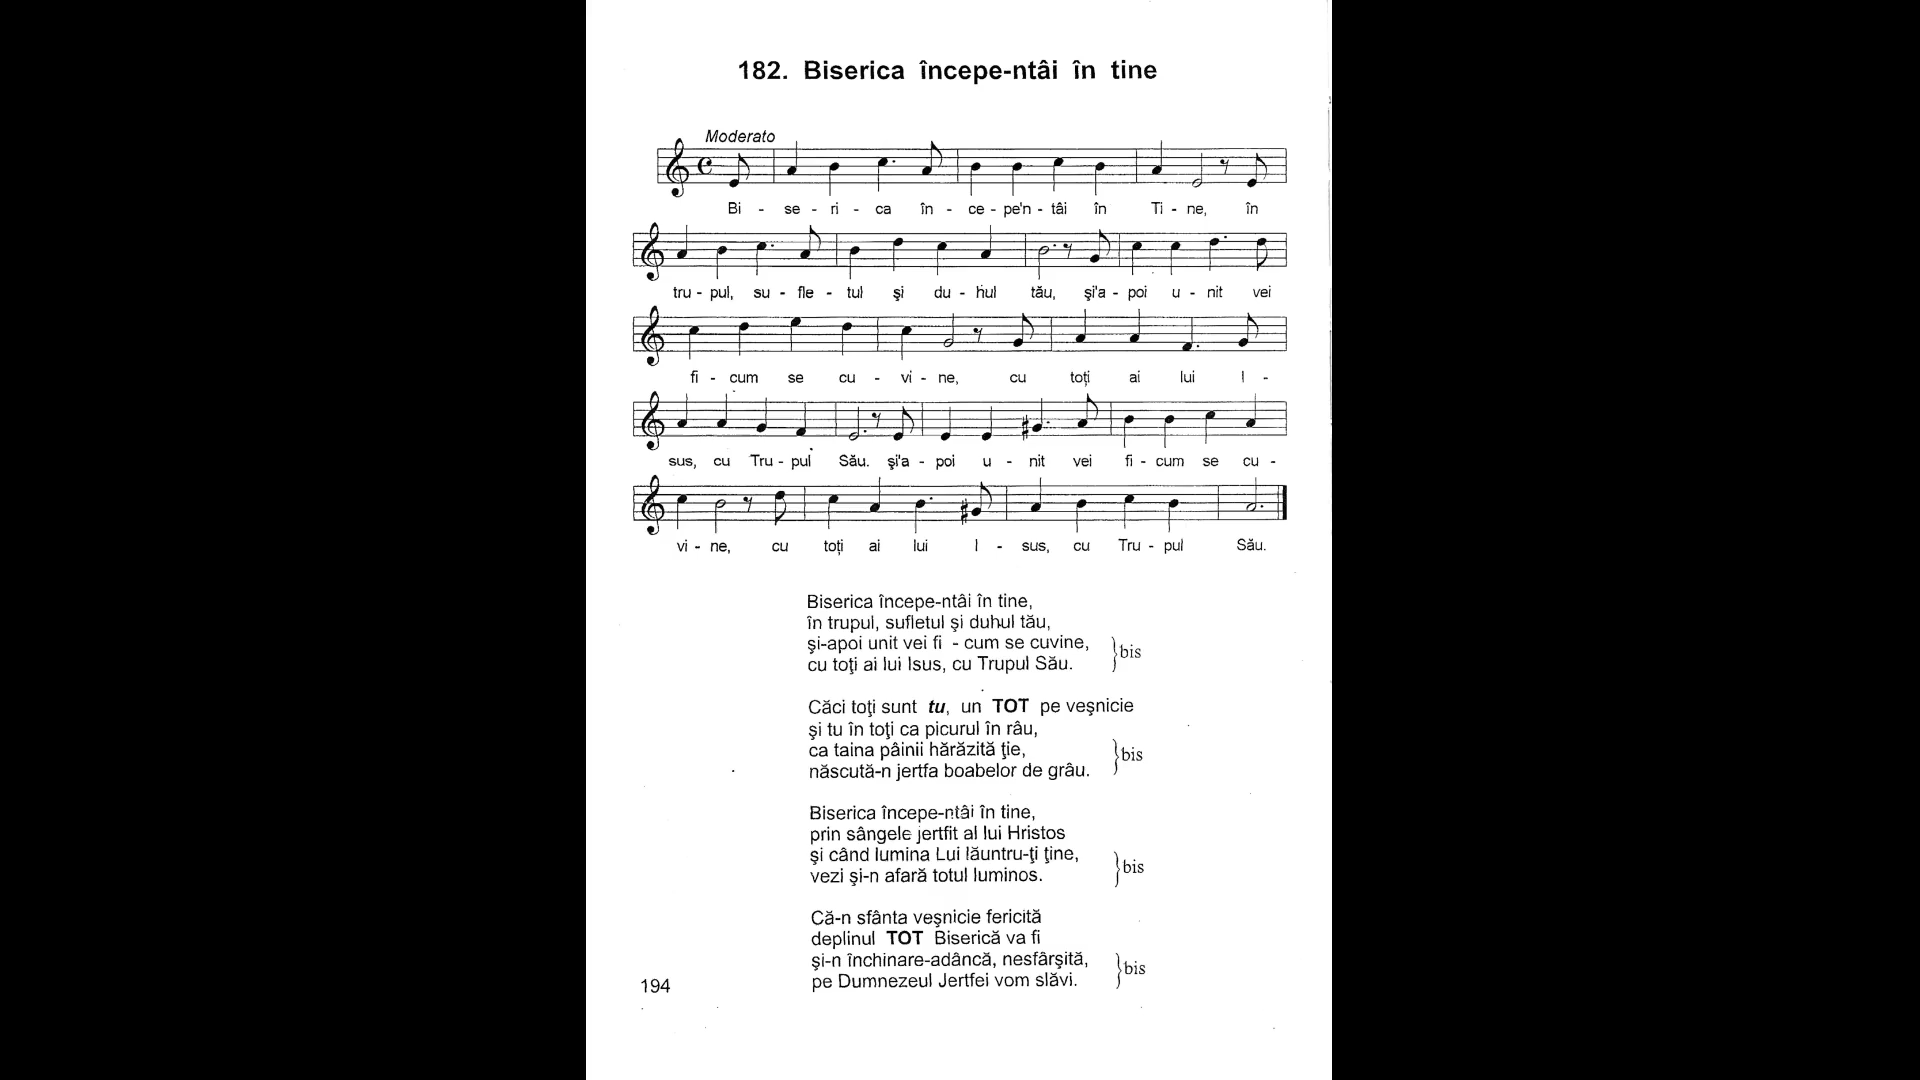 182. Biserica începe-ntâi în tine
Moderato
Bi - se - ri - ca în - ce - pe'n - tâi în Ti - ne, în
tru - pul, su - fle - tul şi du - hul tău, şi'a - poi u - nit vei
fi - cum se cu - vi - ne, cu toți ai lui I -
sus, cu Tru - pul Său. şi'a - poi u - nit vei fi - cum se cu -
vi - ne, cu toți ai lui I - sus, cu Tru - pul Său.
Biserica începe-ntâi în tine,
în trupul, sufletul şi duhul tău,
şi-apoi unit vei fi - cum se cuvine,
cu toţi ai lui Isus, cu Trupul Său.
bis
Căci toţi sunt tu, un TOT pe veşnicie
şi tu în toţi ca picurul în râu,
ca taina pâinii hărăzită ţie,
născută-n jertfa boabelor de grâu.
bis
Biserica începe-ntâi în tine,
prin sângele jertfit al lui Hristos
şi când lumina Lui lăuntru-ţi ţine,
vezi şi-n afară totul luminos.
bis
Că-n sfânta veşnicie fericită
deplinul TOT Biserică va fi
şi-n închinare-adâncă, nesfârşită,
pe Dumnezeul Jertfei vom slăvi.
bis
194